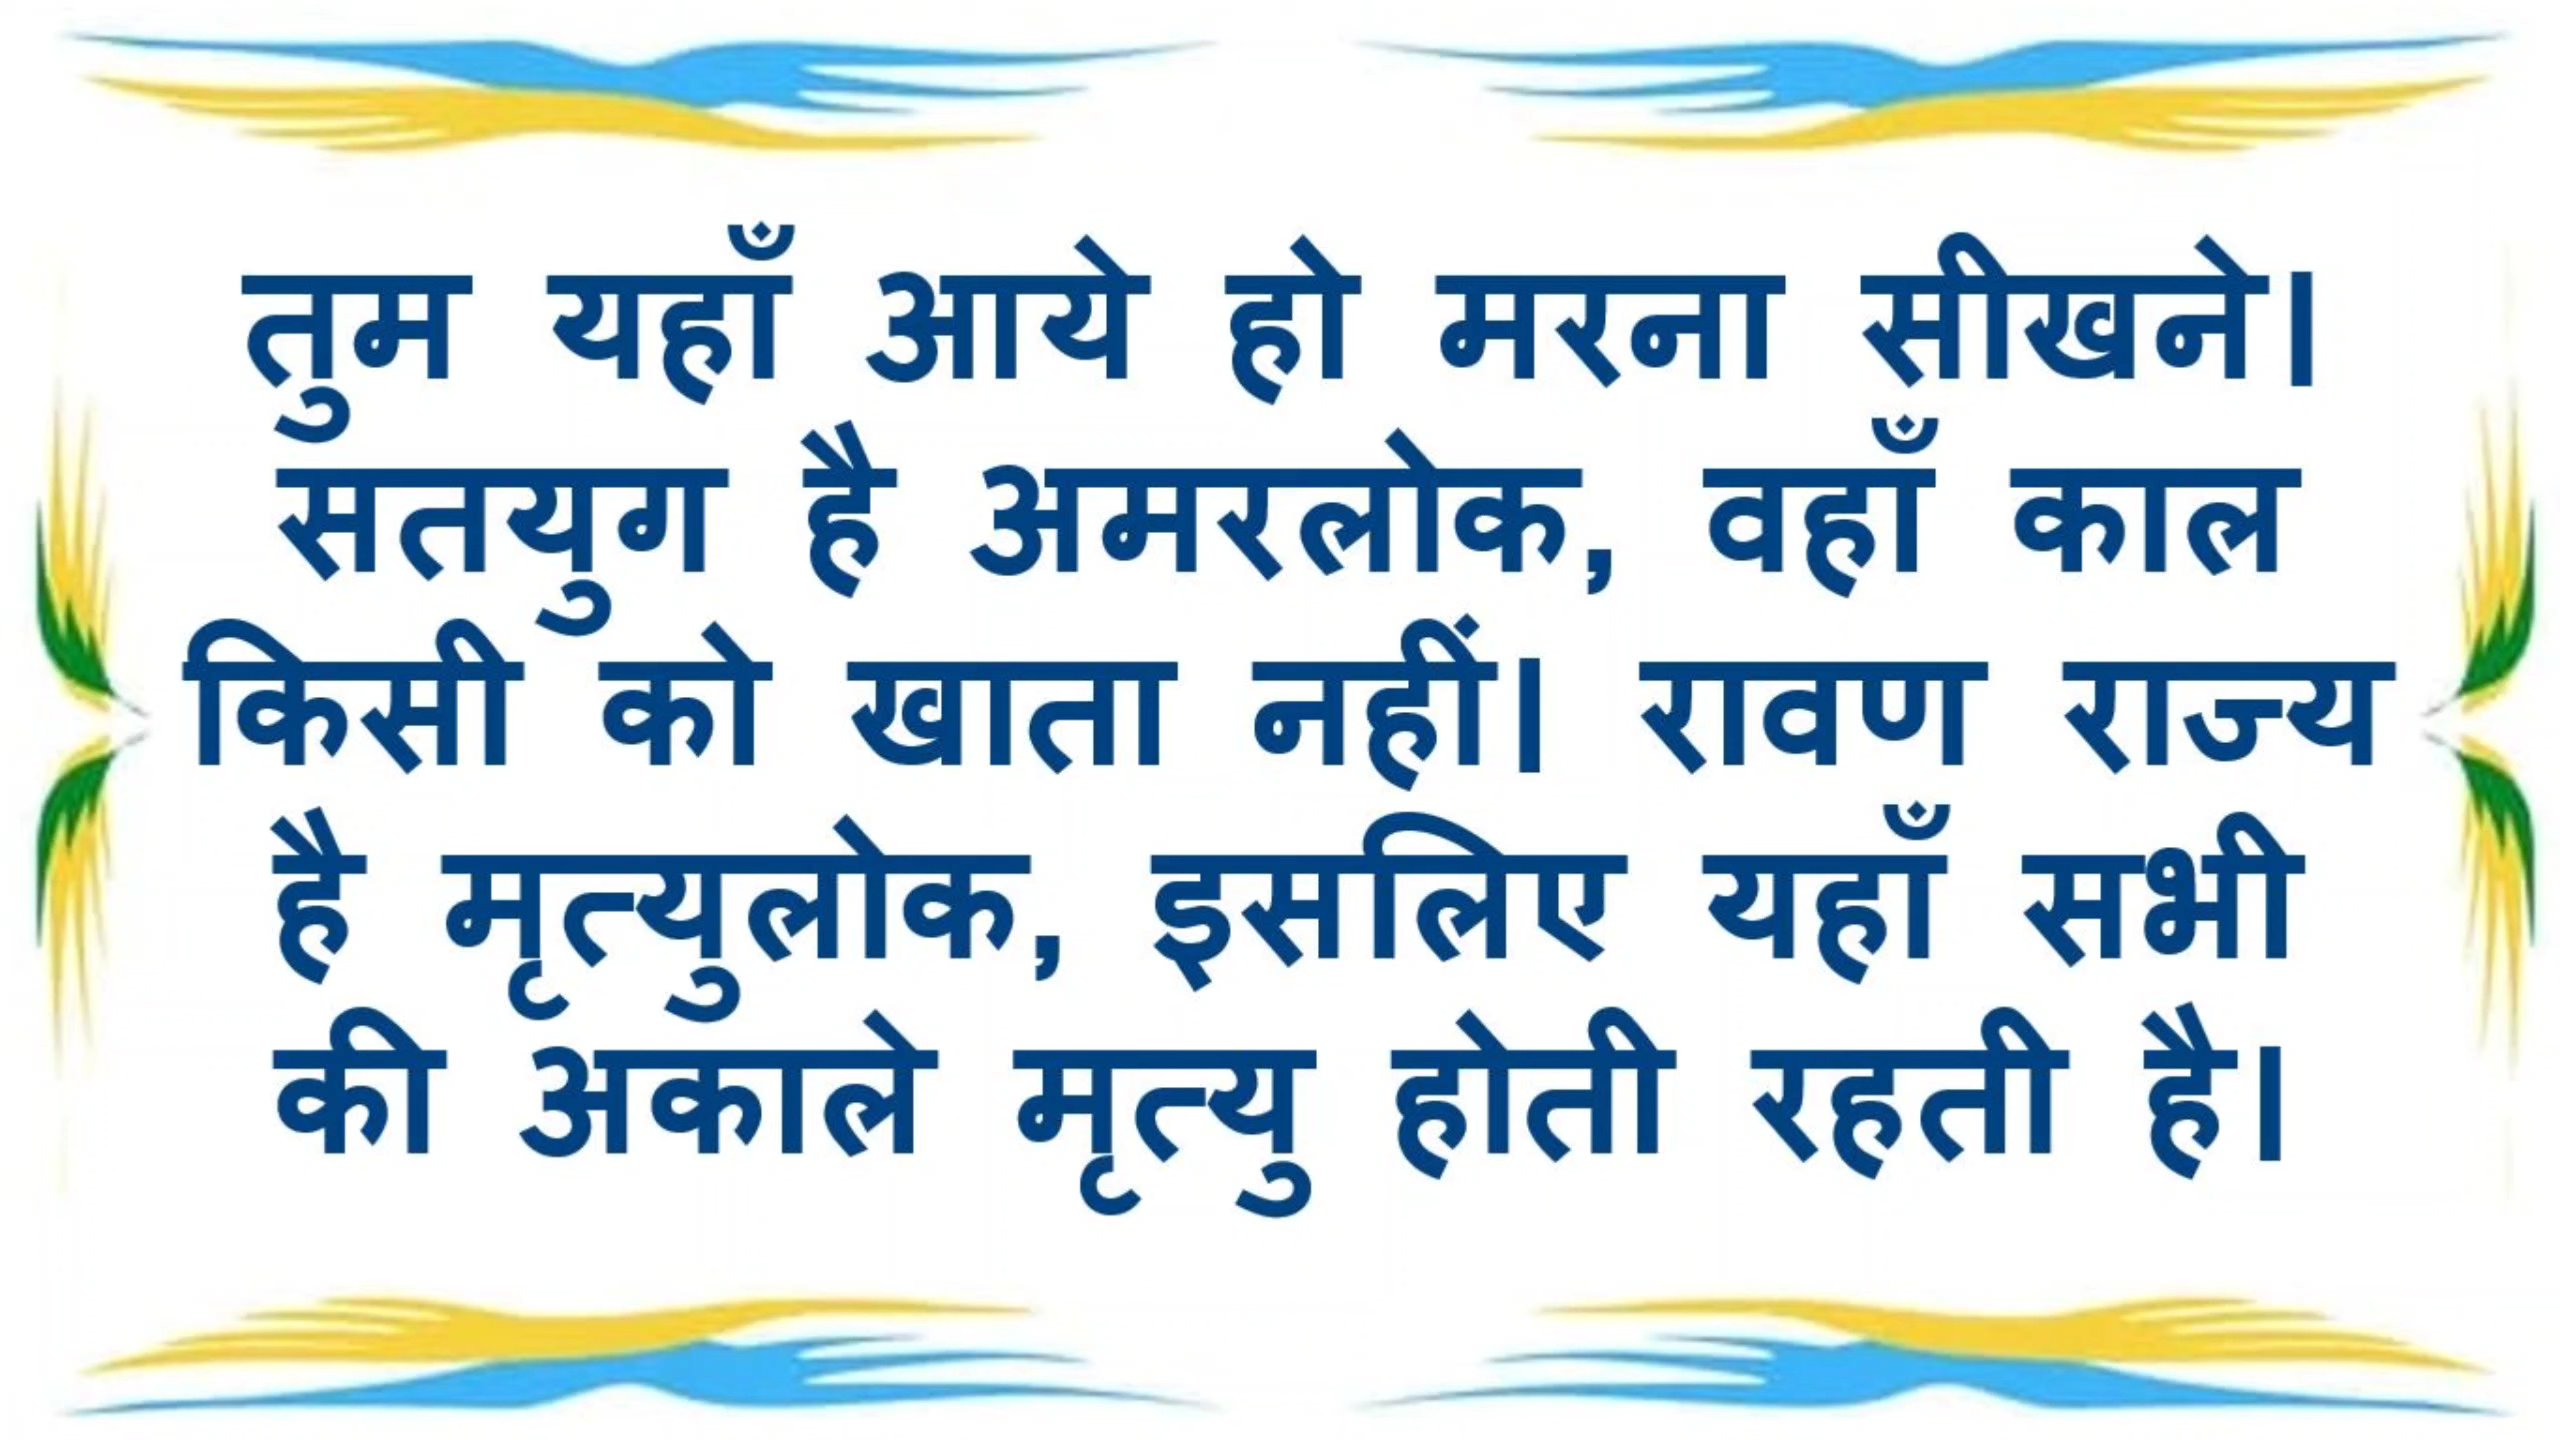 तुम यहाँ आये हो मरना सीखने।
सतयुग है अमरलोक, वहाँ काल
किसी को खाता नहीं। रावण राज्य
है मृत्युलोक, इसलिए यहाँ सभी
की अकाले मृत्यु होती रहती है।